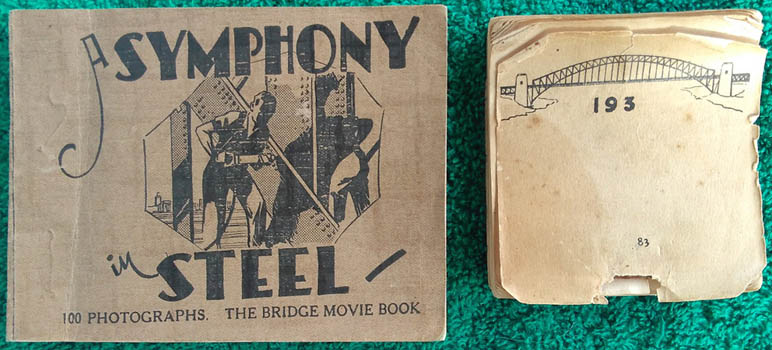 A SYMPHONY
in STEEL
100 PHOTOGRAPHS. THE BRIDGE MOVIE BOOK
193
83